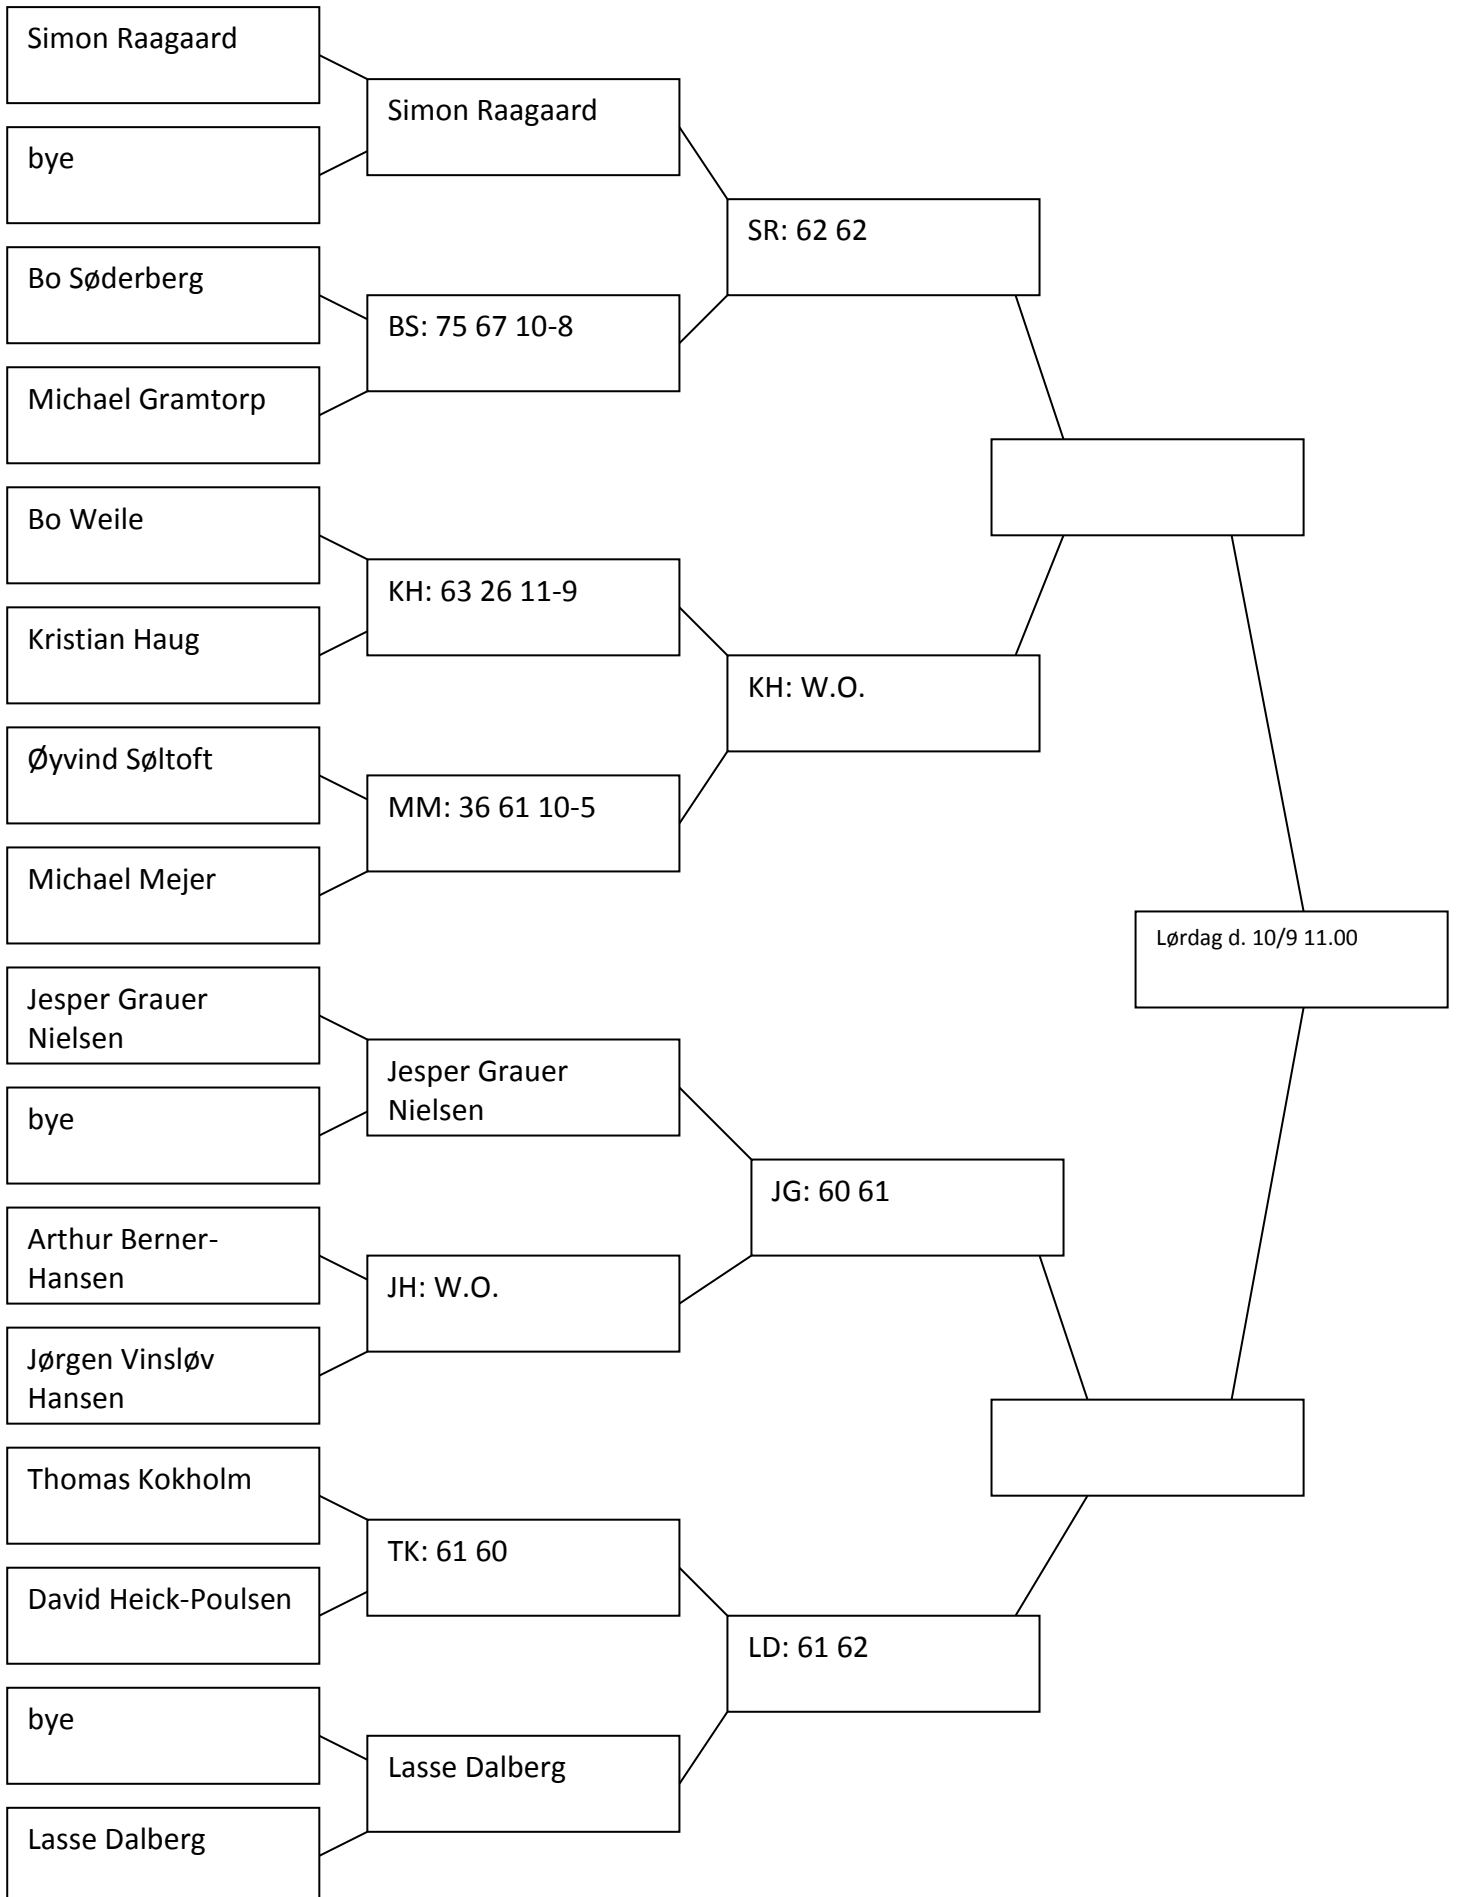 Simon Raagaard
bye
Bo Søderberg
Michael Gramtorp
Bo Weile
Kristian Haug
Øyvind Søltoft
Michael Mejer
Jesper Grauer
Nielsen
bye
Arthur Berner-
Hansen
Jørgen Vinsløv
Hansen
Thomas Kokholm
David Heick-Poulsen
bye
Lasse Dalberg
Simon Raagaard
BS: 75 67 10-8
KH: 63 26 11-9
MM: 36 61 10-5
Jesper Grauer
Nielsen
JH: W.O.
TK: 61 60
Lasse Dalberg
SR: 62 62
KH: W.O.
JG: 60 61
LD: 61 62
Lørdag d. 10/9 11.00